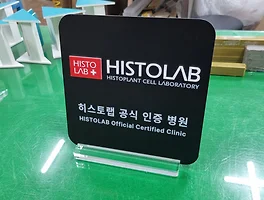 HISTO
LAB+
HISTOLAB
HISTOPLANT CELL LABORATORY
히스토랩 공식 인증 병원
HISTOLAB Official Certified Clinic